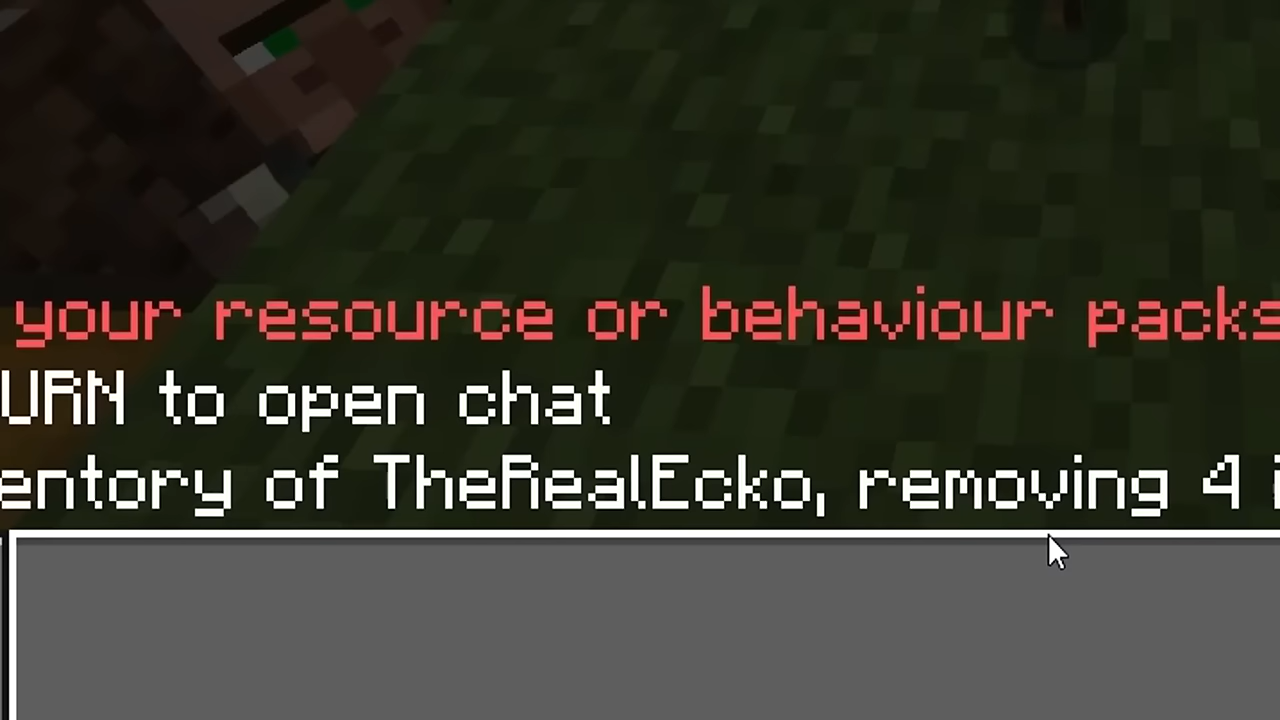 your resource or behaviour packs
URN to open chat
entory of TheRealEcko, removing 4